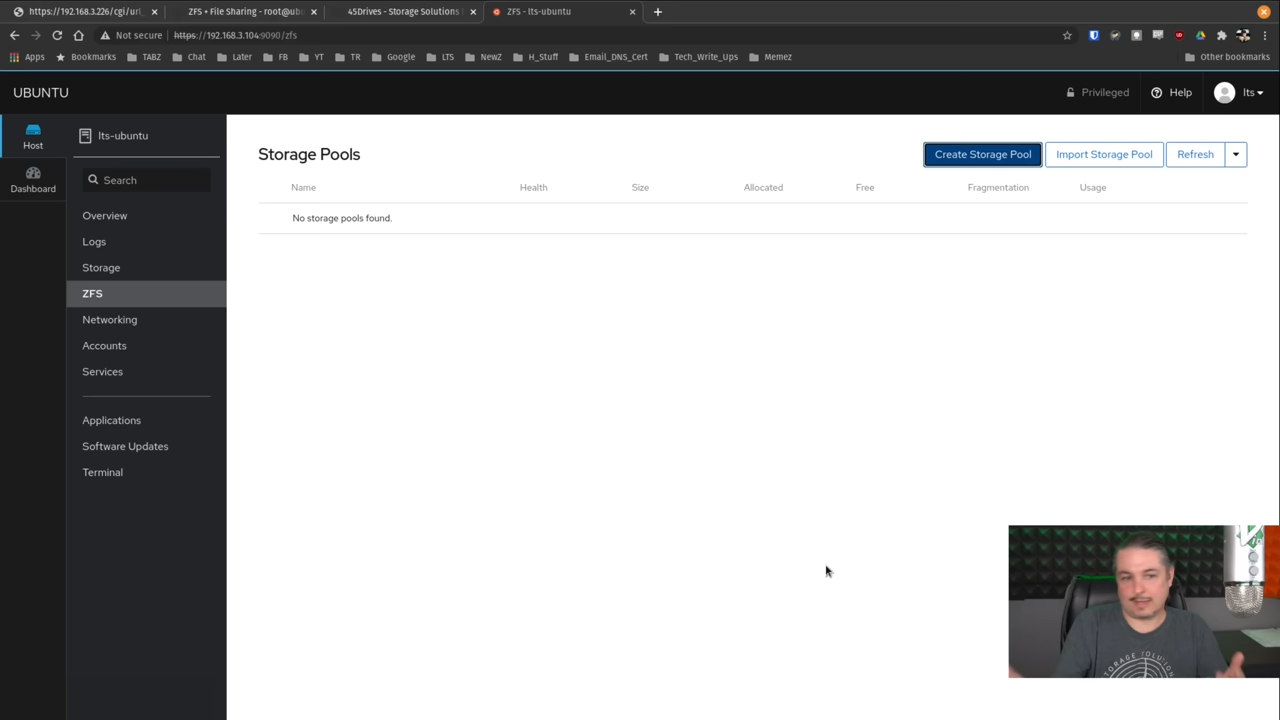 https://192.168.3.226/cgi/url_
ZFS • File Sharing - root@ubu
45Drives - Storage Solutions
ZFS - lts-ubuntu
Not secure
https://192.168.3.104:9090/zfs
Apps
Bookmarks
TABZ
Chat
Later
FB
YT
TR
Google
LTS
NewZ
H_Stuff
Email_DNS_Cert
Tech_Write_Ups
Memez
Other bookmarks
UBUNTU
Privileged
Help
lts
Host
Dashboard
lts-ubuntu
Search
Overview
Logs
Storage
ZFS
Networking
Accounts
Services
Applications
Software Updates
Terminal
Storage Pools
Create Storage Pool
Import Storage Pool
Refresh
Name Health Size Allocated Free Fragmentation Usage
No storage pools found.
STORAGE SOLUTI